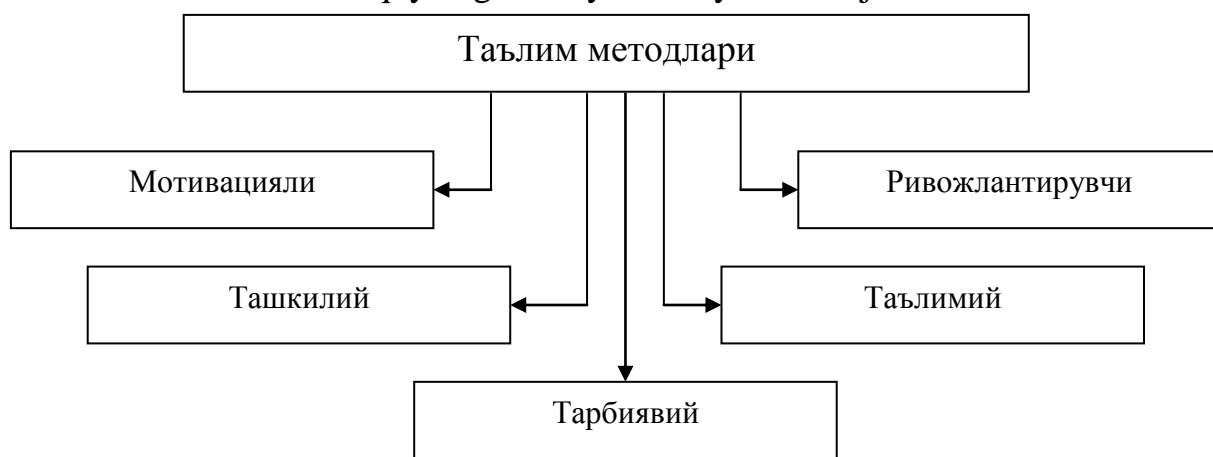 Таълим методлари
Мотивацияли
Ривожлантирувчи
Ташкилий
Таълимий
Тарбиявий